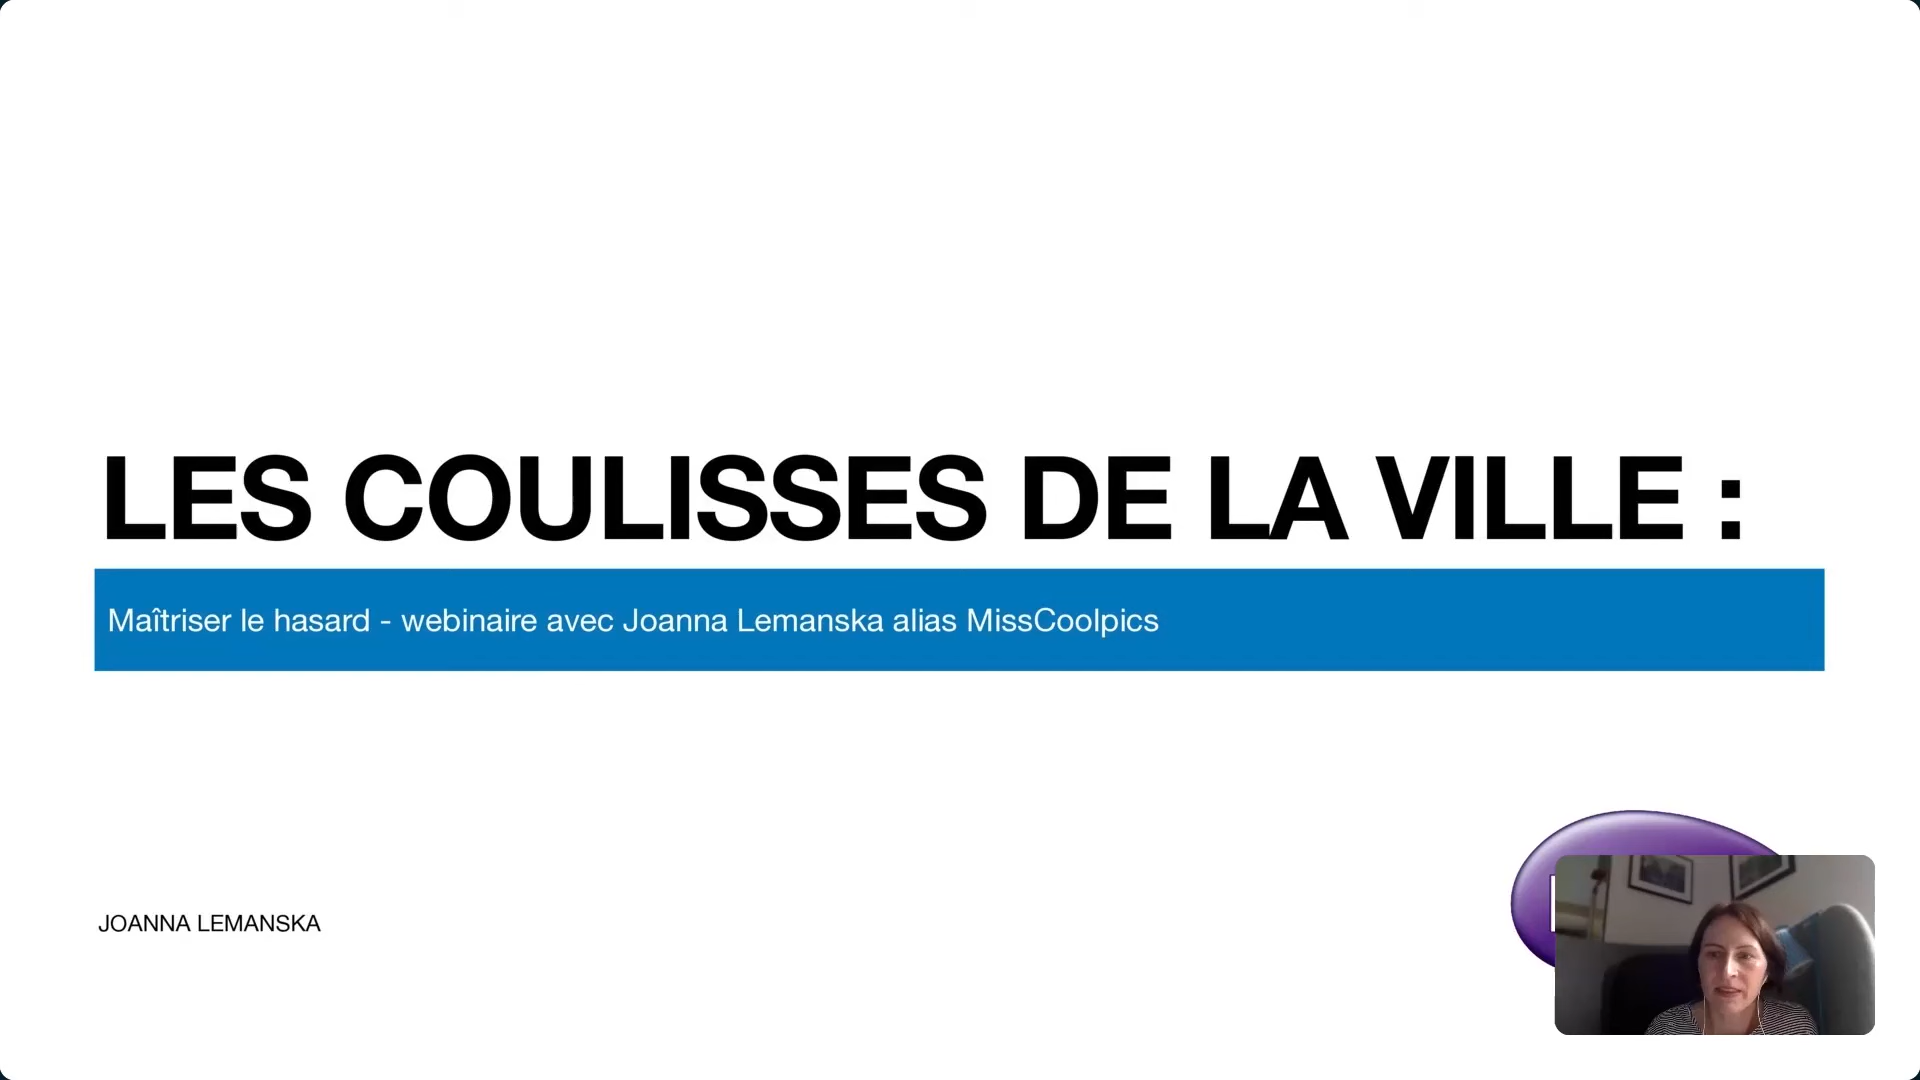 LES COULISSES DE LA VILLE :
Maîtriser le hasard - webinaire avec Joanna Lemanska alias MissCoolpics
JOANNA LEMANSKA